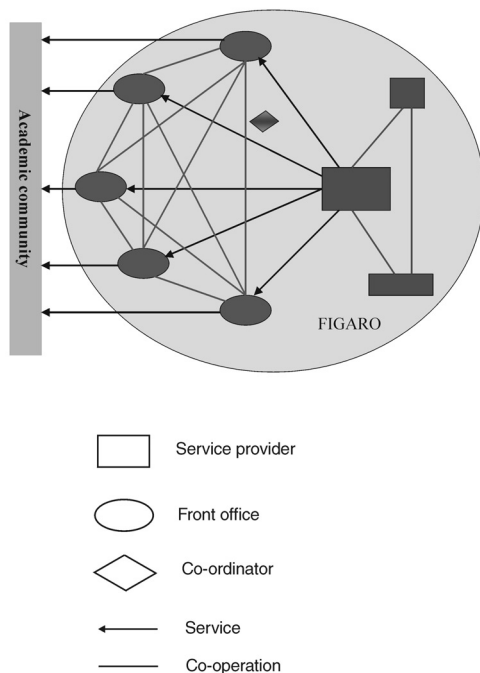 Academic community
FIGARO
Service provider
Front office
Co-ordinator
Service
Co-operation